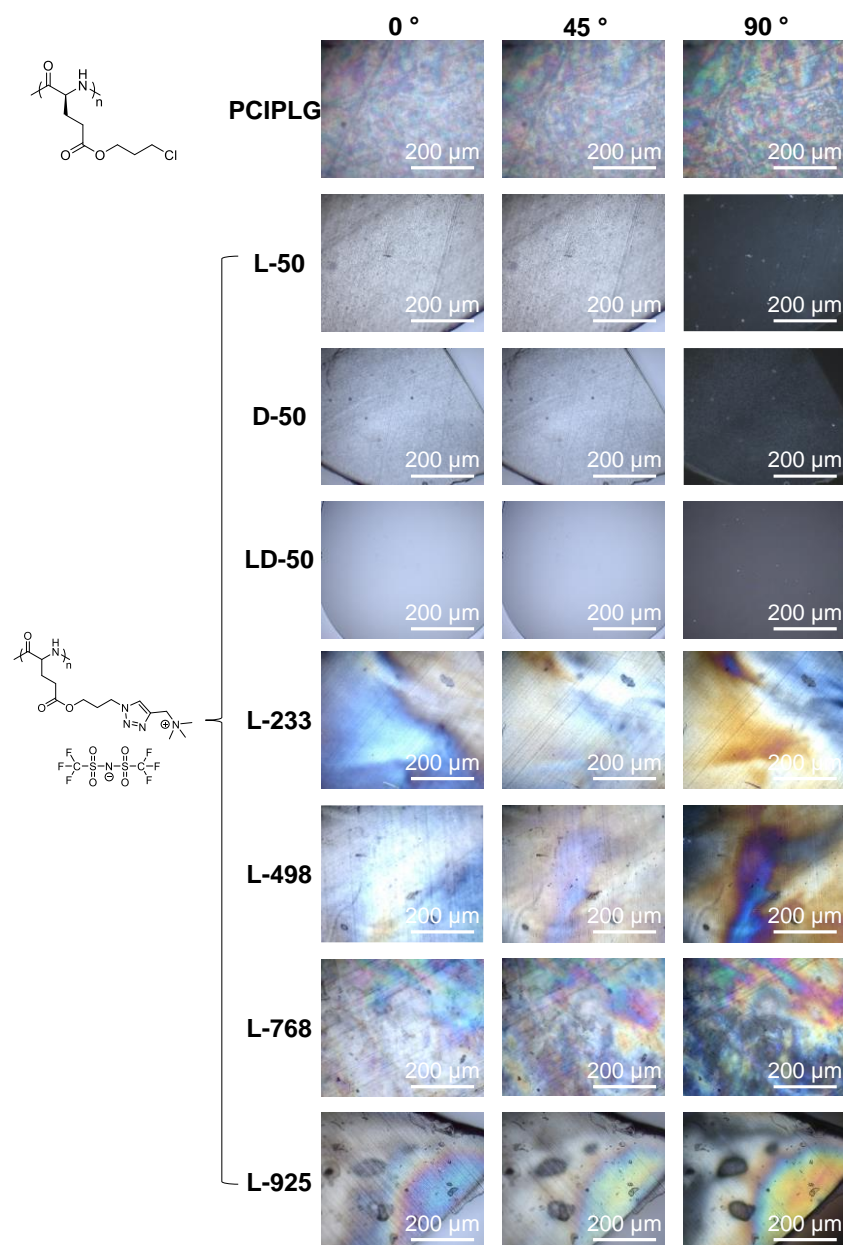 0 ° 45 ° 90 °
O H
N
n
O O Cl
PCIPLG 200 µm 200 µm 200 µm
L-50 200 µm 200 µm 200 µm
D-50 200 µm 200 µm 200 µm
LD-50 200 µm 200 µm 200 µm
O H
N
n
O O N
N N N
⊕
L-233 200 µm 200 µm 200 µm
F O O F
F C S N S C F
F O ⊖ O F
L-498 200 µm 200 µm 200 µm
L-768 200 µm 200 µm 200 µm
L-925 200 µm 200 µm 200 µm